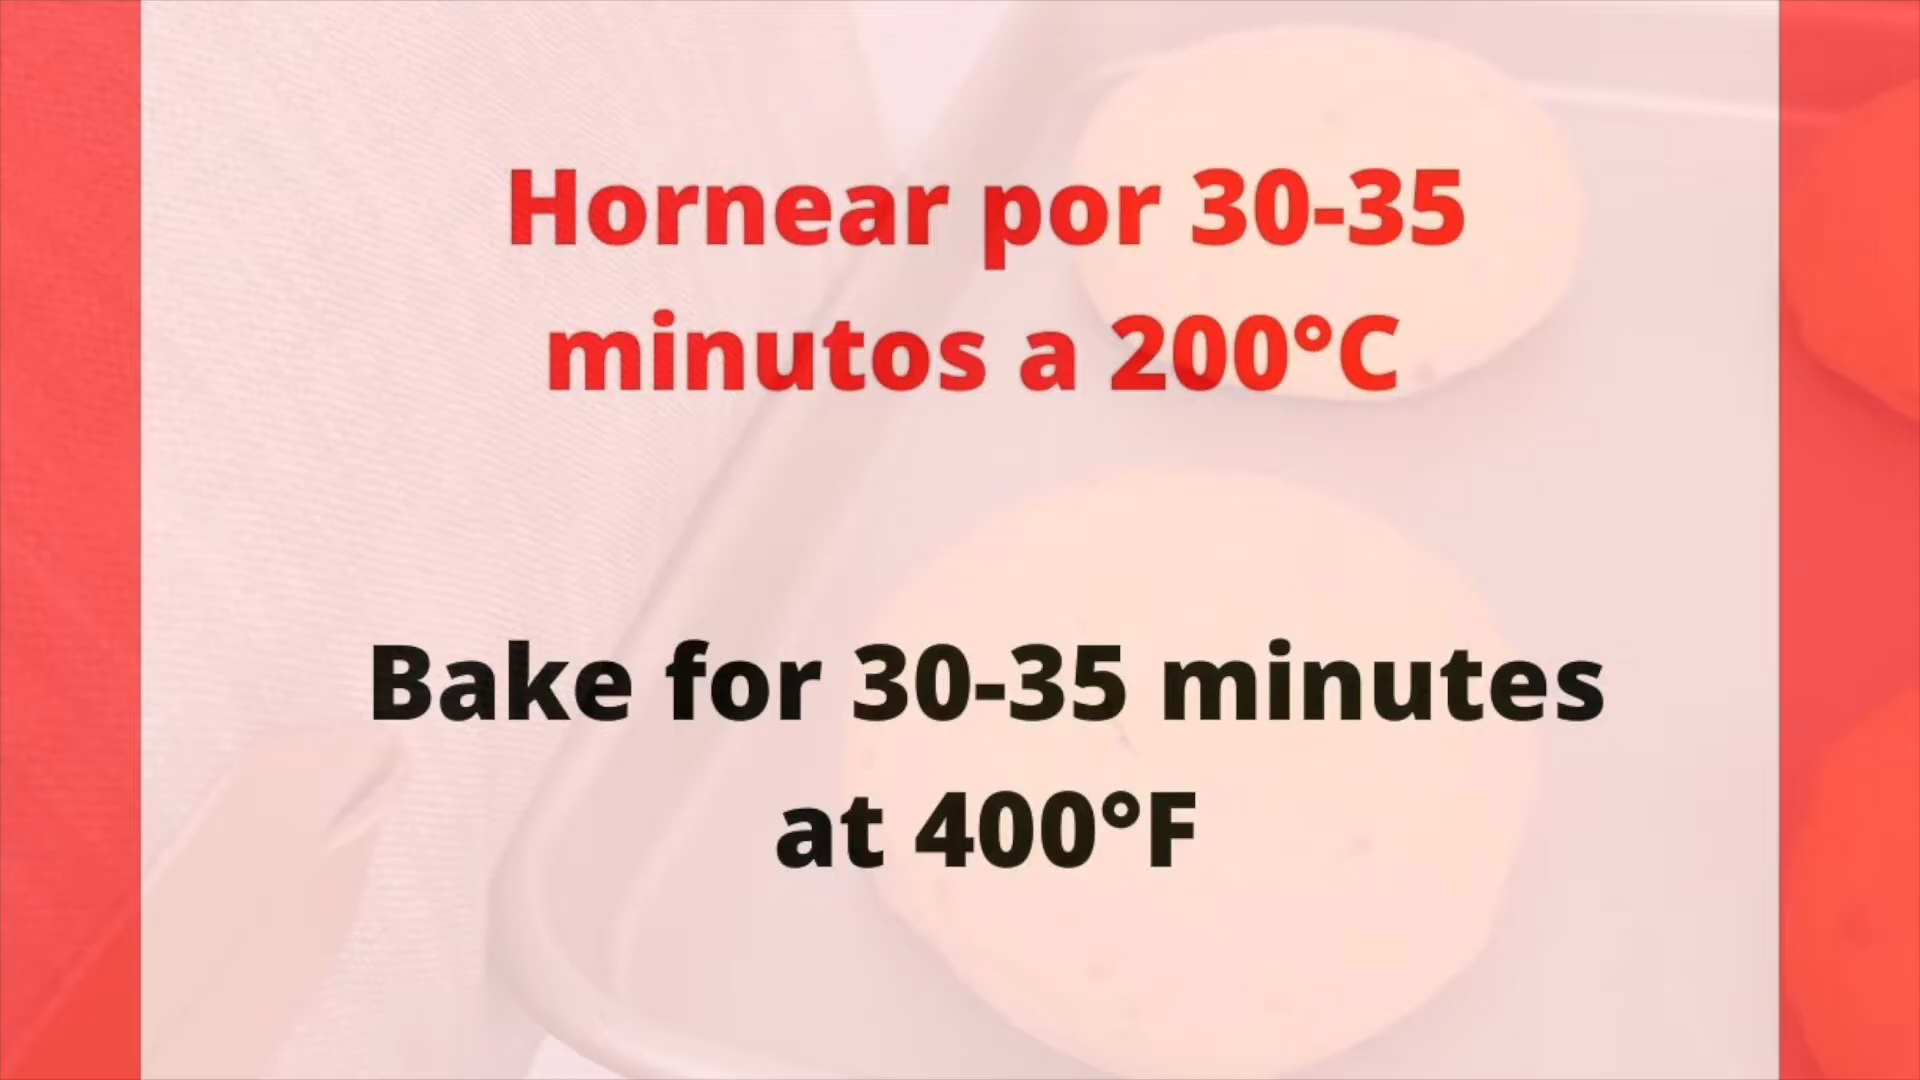 Hornear por 30-35
minutos a 200°C
Bake for 30-35 minutes
at 400°F